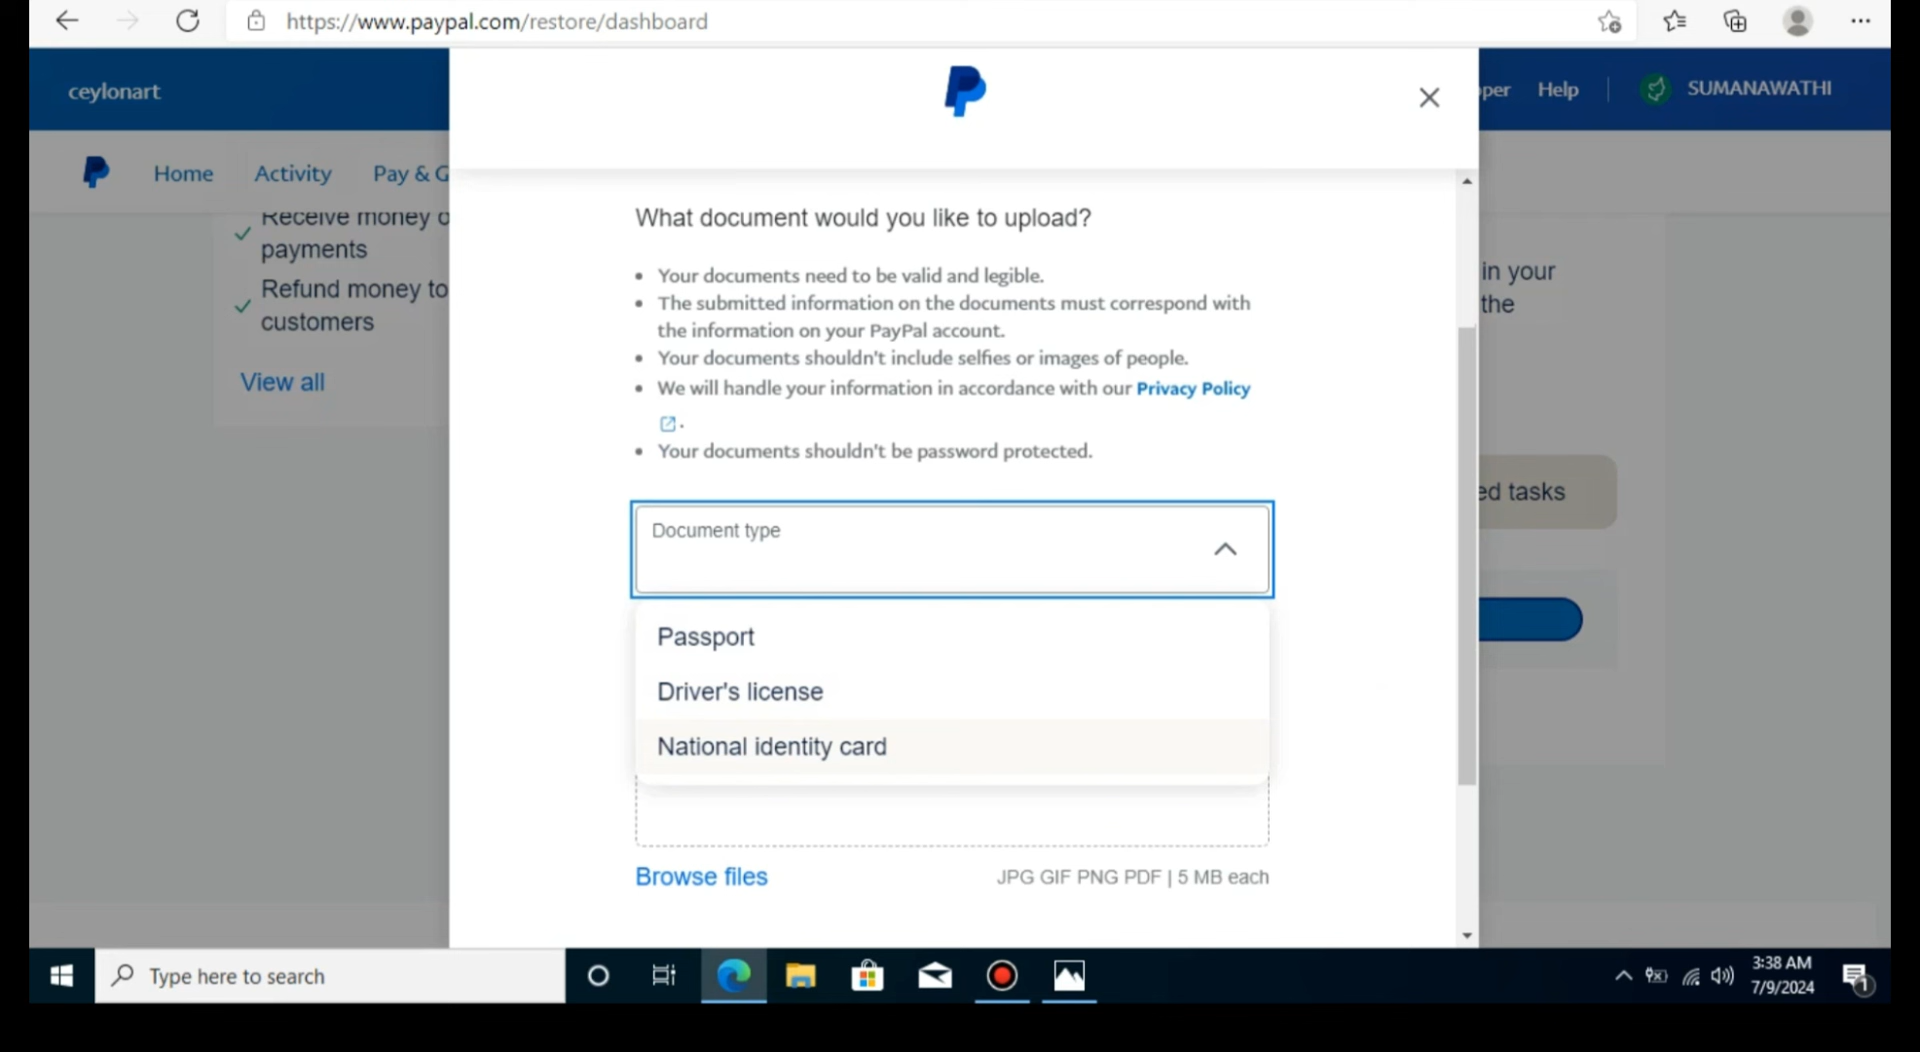 https://www.paypal.com/restore/dashboard
ceylonart
Help
SUMANAWATHI
Home
Activity
Pay & G
Receive money o
payments
Refund money to
customers
View all
What document would you like to upload?
Your documents need to be valid and legible.
The submitted information on the documents must correspond with
the information on your PayPal account.
Your documents shouldn't include selfies or images of people.
We will handle your information in accordance with our Privacy Policy
.
Your documents shouldn't be password protected.
in your
the
ed tasks
Document type
Passport
Driver's license
National identity card
Browse files
JPG GIF PNG PDF | 5 MB each
Type here to search
3:38 AM
7/9/2024
1